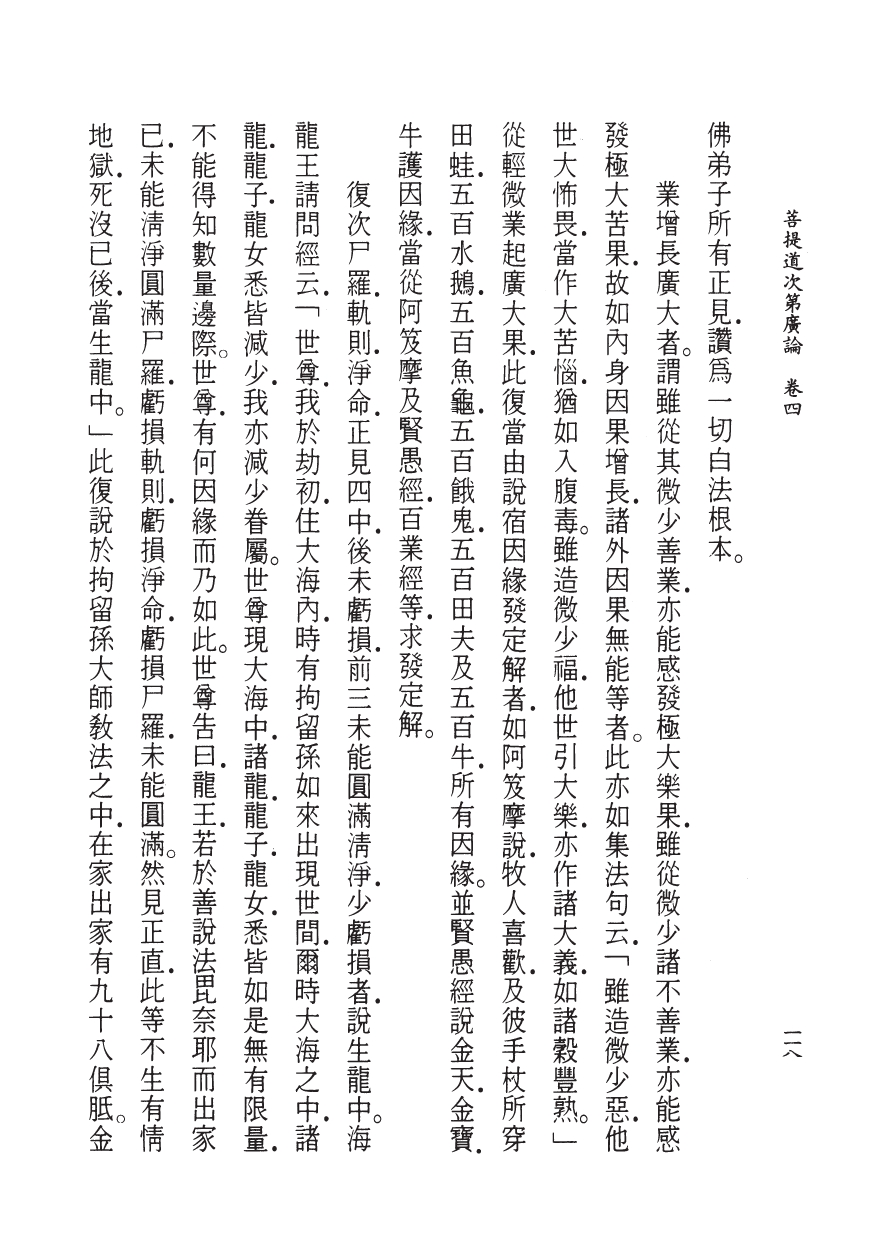 菩提道次第廣論　卷四
一一八
佛弟子所有正見．讚爲一切白法根本。
業增長廣大者。謂雖從其微少善業．亦能感發極大樂果．雖從微少諸不善業．亦能感
發極大苦果．故如內身因果增長．諸外因果無能等者。此亦如集法句云．「雖造微少惡．他
世大怖畏．當作大苦惱．猶如入腹毒。雖造微少福．他世引大樂．亦作諸大義．如諸穀豐熟。」
從輕微業起廣大果．此復當由說宿因緣發定解者．如阿笈摩說．牧人喜歡．及彼手杖所穿
田蛙．五百水鵝．五百魚龜．五百餓鬼．五百田夫及五百牛．所有因緣。並賢愚經說金天．金寶．
牛護因緣．當從阿笈摩及賢愚經．百業經等．求發定解。
復次尸羅．軌則．淨命．正見四中．後未虧損．前三未能圓滿淸淨．少虧損者．說生龍中。海
龍王請問經云．「世尊．我於劫初．住大海內．時有拘留孫如來出現世間．爾時大海之中．諸
龍．龍子．龍女悉皆減少．我亦減少眷屬。世尊現大海中．諸龍．龍子．龍女．悉皆如是無有限量．
不能得知數量邊際。世尊．有何因緣而乃如此。世尊告曰．龍王．若於善說法毘奈耶而出家
已．未能淸淨圓滿尸羅．虧損軌則．虧損淨命．虧損尸羅．未能圓滿。然見正直．此等不生有情
地獄．死沒已後．當生龍中。」此復說於拘留孫大師敎法之中．在家出家有九十八俱胝。金